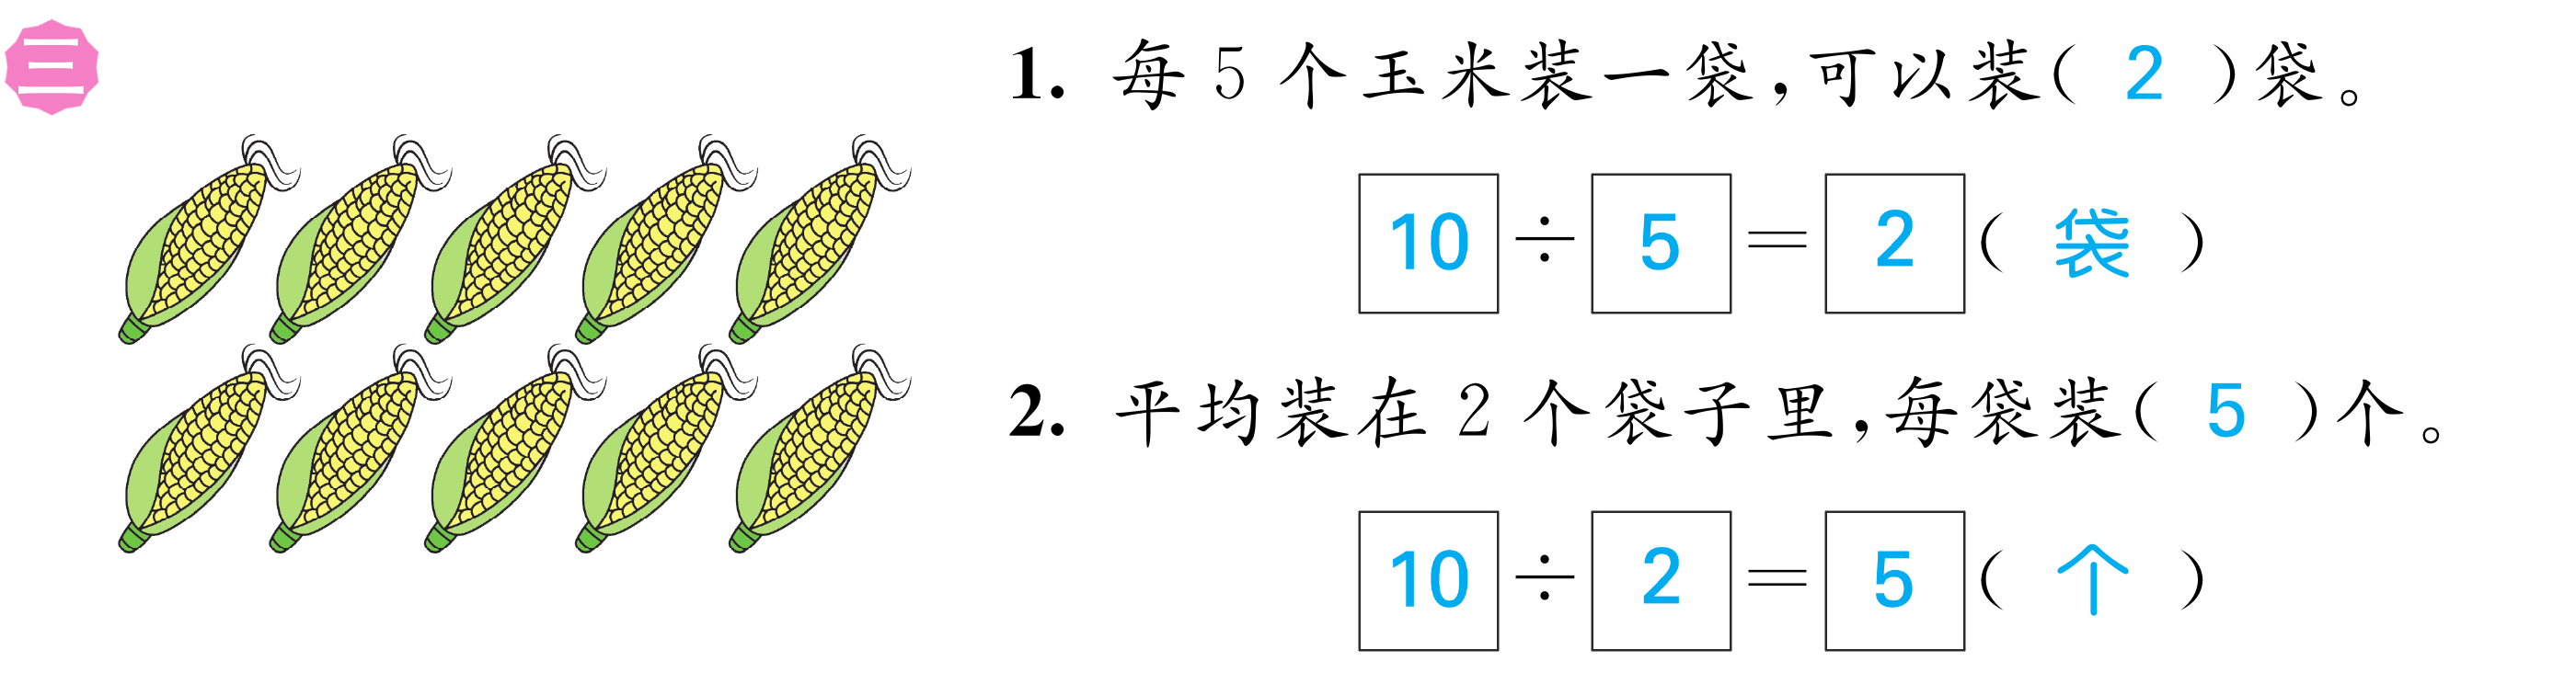 三
1. 每 5 个玉米装一袋,可以装( 2 )袋。
10 ÷ 5 = 2 ( 袋 )
2. 平均装在 2 个袋子里,每袋装( 5 )个。
10 ÷ 2 = 5 ( 个 )